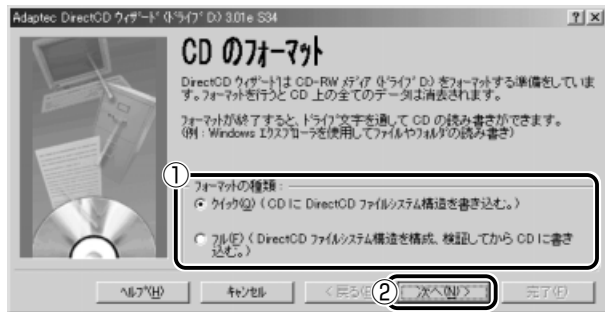 Adaptec DirectCD ウィザード (ドライブ D:) 3.01e S34
CD のフォーマット
DirectCD ウィザードは CD-RW メディア (ドライブ D:) をフォーマットする準備をしていま
す。フォーマットを行うと CD 上の全てのデータは消去されます。
フォーマットが終了すると、ドライブ文字を通して CD の読み書きができます。
(例 : Windows エクスプローラを使用してファイルやフォルダの読み書き)
①
フォーマットの種類 :
クイック(Q) ( CD に DirectCD ファイルシステム構造を書き込む。)
フル(F) ( DirectCD ファイルシステム構造を構成、検証してから CD に書き
込む。)
②
ヘルプ(H) キャンセル < 戻る(B) 次へ(N) > 完了(F)